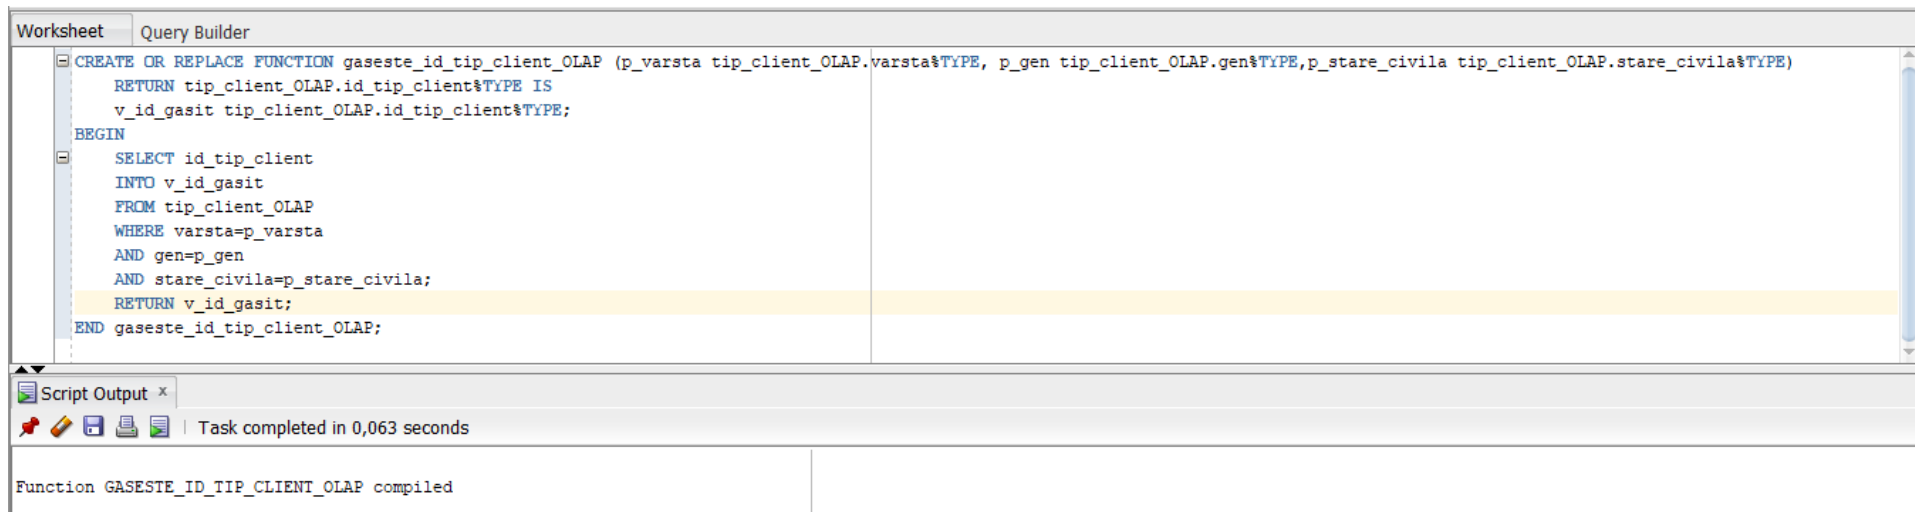 Worksheet Query Builder
CREATE OR REPLACE FUNCTION gaseste_id_tip_client_OLAP (p_varsta tip_client_OLAP.varsta%TYPE, p_gen tip_client_OLAP.gen%TYPE,p_stare_civila tip_client_OLAP.stare_civila%TYPE)
RETURN tip_client_OLAP.id_tip_client%TYPE IS
v_id_gasit tip_client_OLAP.id_tip_client%TYPE;
BEGIN
SELECT id_tip_client
INTO v_id_gasit
FROM tip_client_OLAP
WHERE varsta=p_varsta
AND gen=p_gen
AND stare_civila=p_stare_civila;
RETURN v_id_gasit;
END gaseste_id_tip_client_OLAP;
Script Output x
Task completed in 0,063 seconds
Function GASESTE_ID_TIP_CLIENT_OLAP compiled